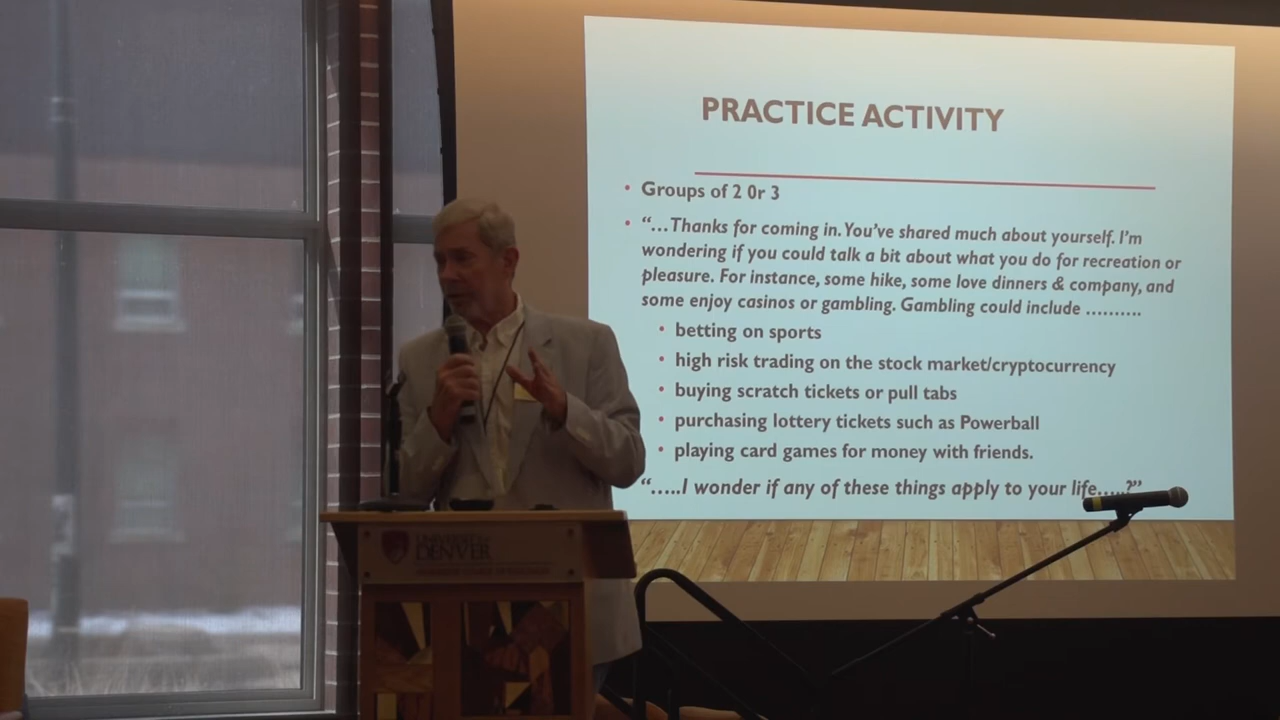 PRACTICE ACTIVITY
• Groups of 2 0r 3
• “…Thanks for coming in. You’ve shared much about yourself. I’m
wondering if you could talk a bit about what you do for recreation or
pleasure. For instance, some hike, some love dinners & company, and
some enjoy casinos or gambling. Gambling could include ……….
• betting on sports
• high risk trading on the stock market/cryptocurrency
• buying scratch tickets or pull tabs
• purchasing lottery tickets such as Powerball
• playing card games for money with friends.
“…..I wonder if any of these things apply to your life…..?”
UNIVERSITY of
DENVER